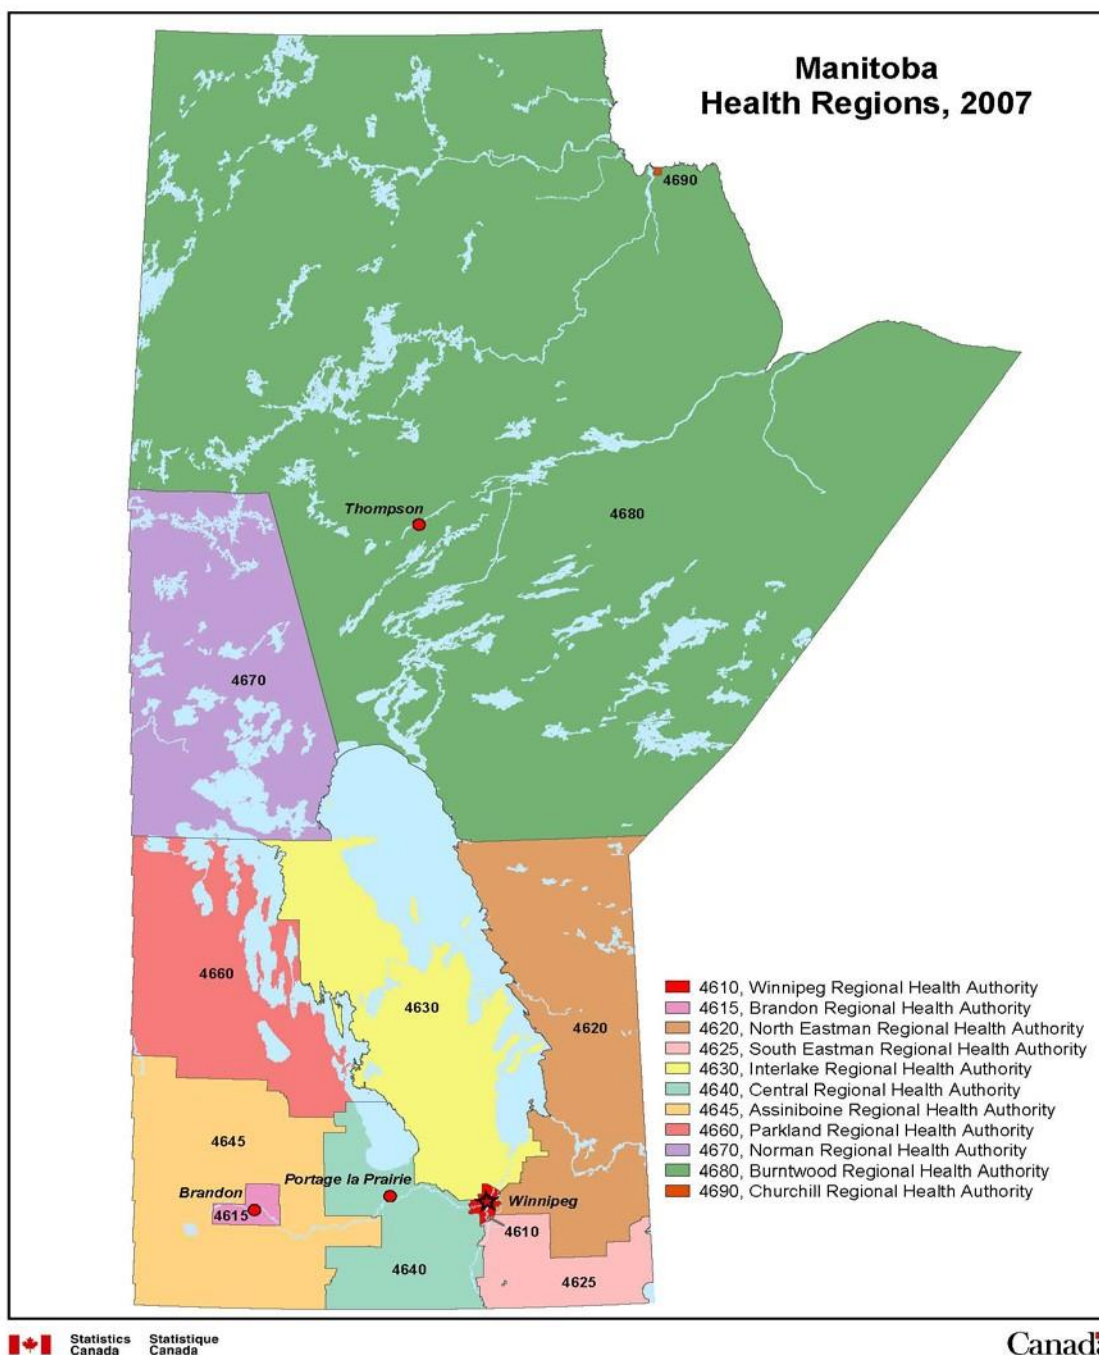 Manitoba
Health Regions, 2007
4690
Thompson
4680
4670
4660
4630
4620
4645
Portage la Prairie
Brandon
4615
Winnipeg
4610
4640
4625
4610, Winnipeg Regional Health Authority
4615, Brandon Regional Health Authority
4620, North Eastman Regional Health Authority
4625, South Eastman Regional Health Authority
4630, Interlake Regional Health Authority
4640, Central Regional Health Authority
4645, Assiniboine Regional Health Authority
4660, Parkland Regional Health Authority
4670, Norman Regional Health Authority
4680, Burntwood Regional Health Authority
4690, Churchill Regional Health Authority
Statistics Statistique
Canada Canada
Canada